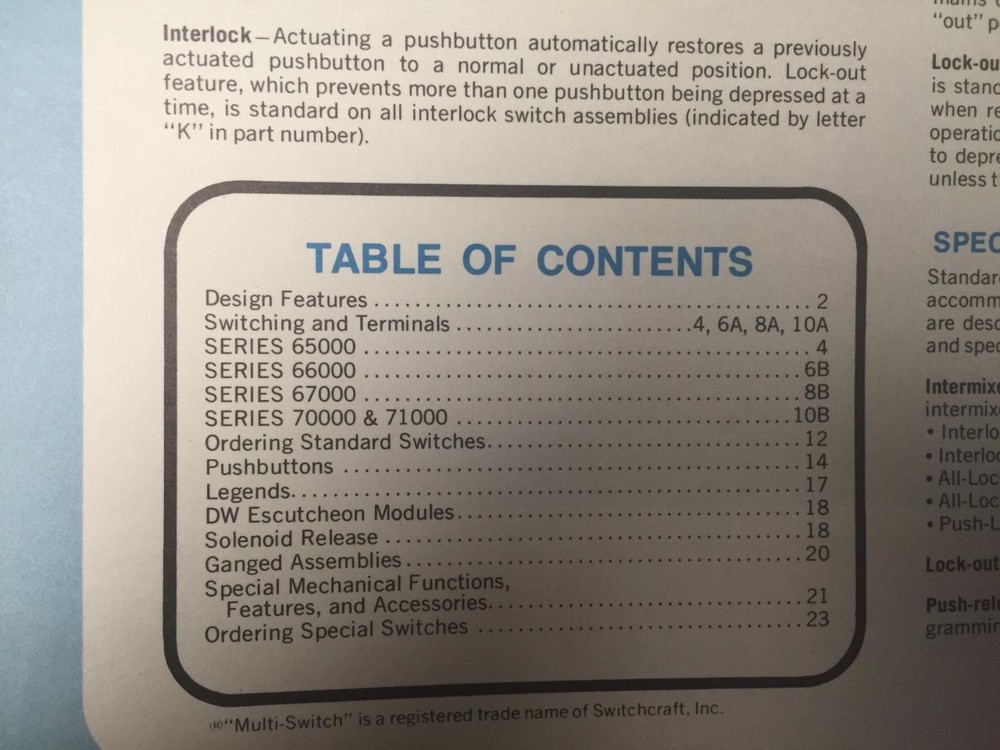 Interlock—Actuating a pushbutton automatically restores a previously
actuated pushbutton to a normal or unactuated position. Lock-out
feature, which prevents more than one pushbutton being depressed at a
time, is standard on all interlock switch assemblies (indicated by letter
“K” in part number).
TABLE OF CONTENTS
Design Features ........................................ 2
Switching and Terminals ........................4, 6A, 8A, 10A
SERIES 65000 ........................................ 4
SERIES 66000 ........................................6B
SERIES 67000 ........................................8B
SERIES 70000 & 71000 ................................10B
Ordering Standard Switches..............................12
Pushbuttons ........................................14
Legends.............................................17
DW Escutcheon Modules..................................18
Solenoid Release .......................................18
Ganged Assemblies......................................20
Special Mechanical Functions,
Features, and Accessories..............................21
Ordering Special Switches ..............................23
“Multi-Switch” is a registered trade name of Switchcraft, Inc.
“out” p
Lock-ou
is stand
when re
operatio
to depre
unless t
SPEC
Standar
accomm
are desc
and spec
Intermixe
intermixe
• Interlo
• Interloc
• All-Loc
• All-Loc
• Push-L
Lock-out
Push-rele
grammin